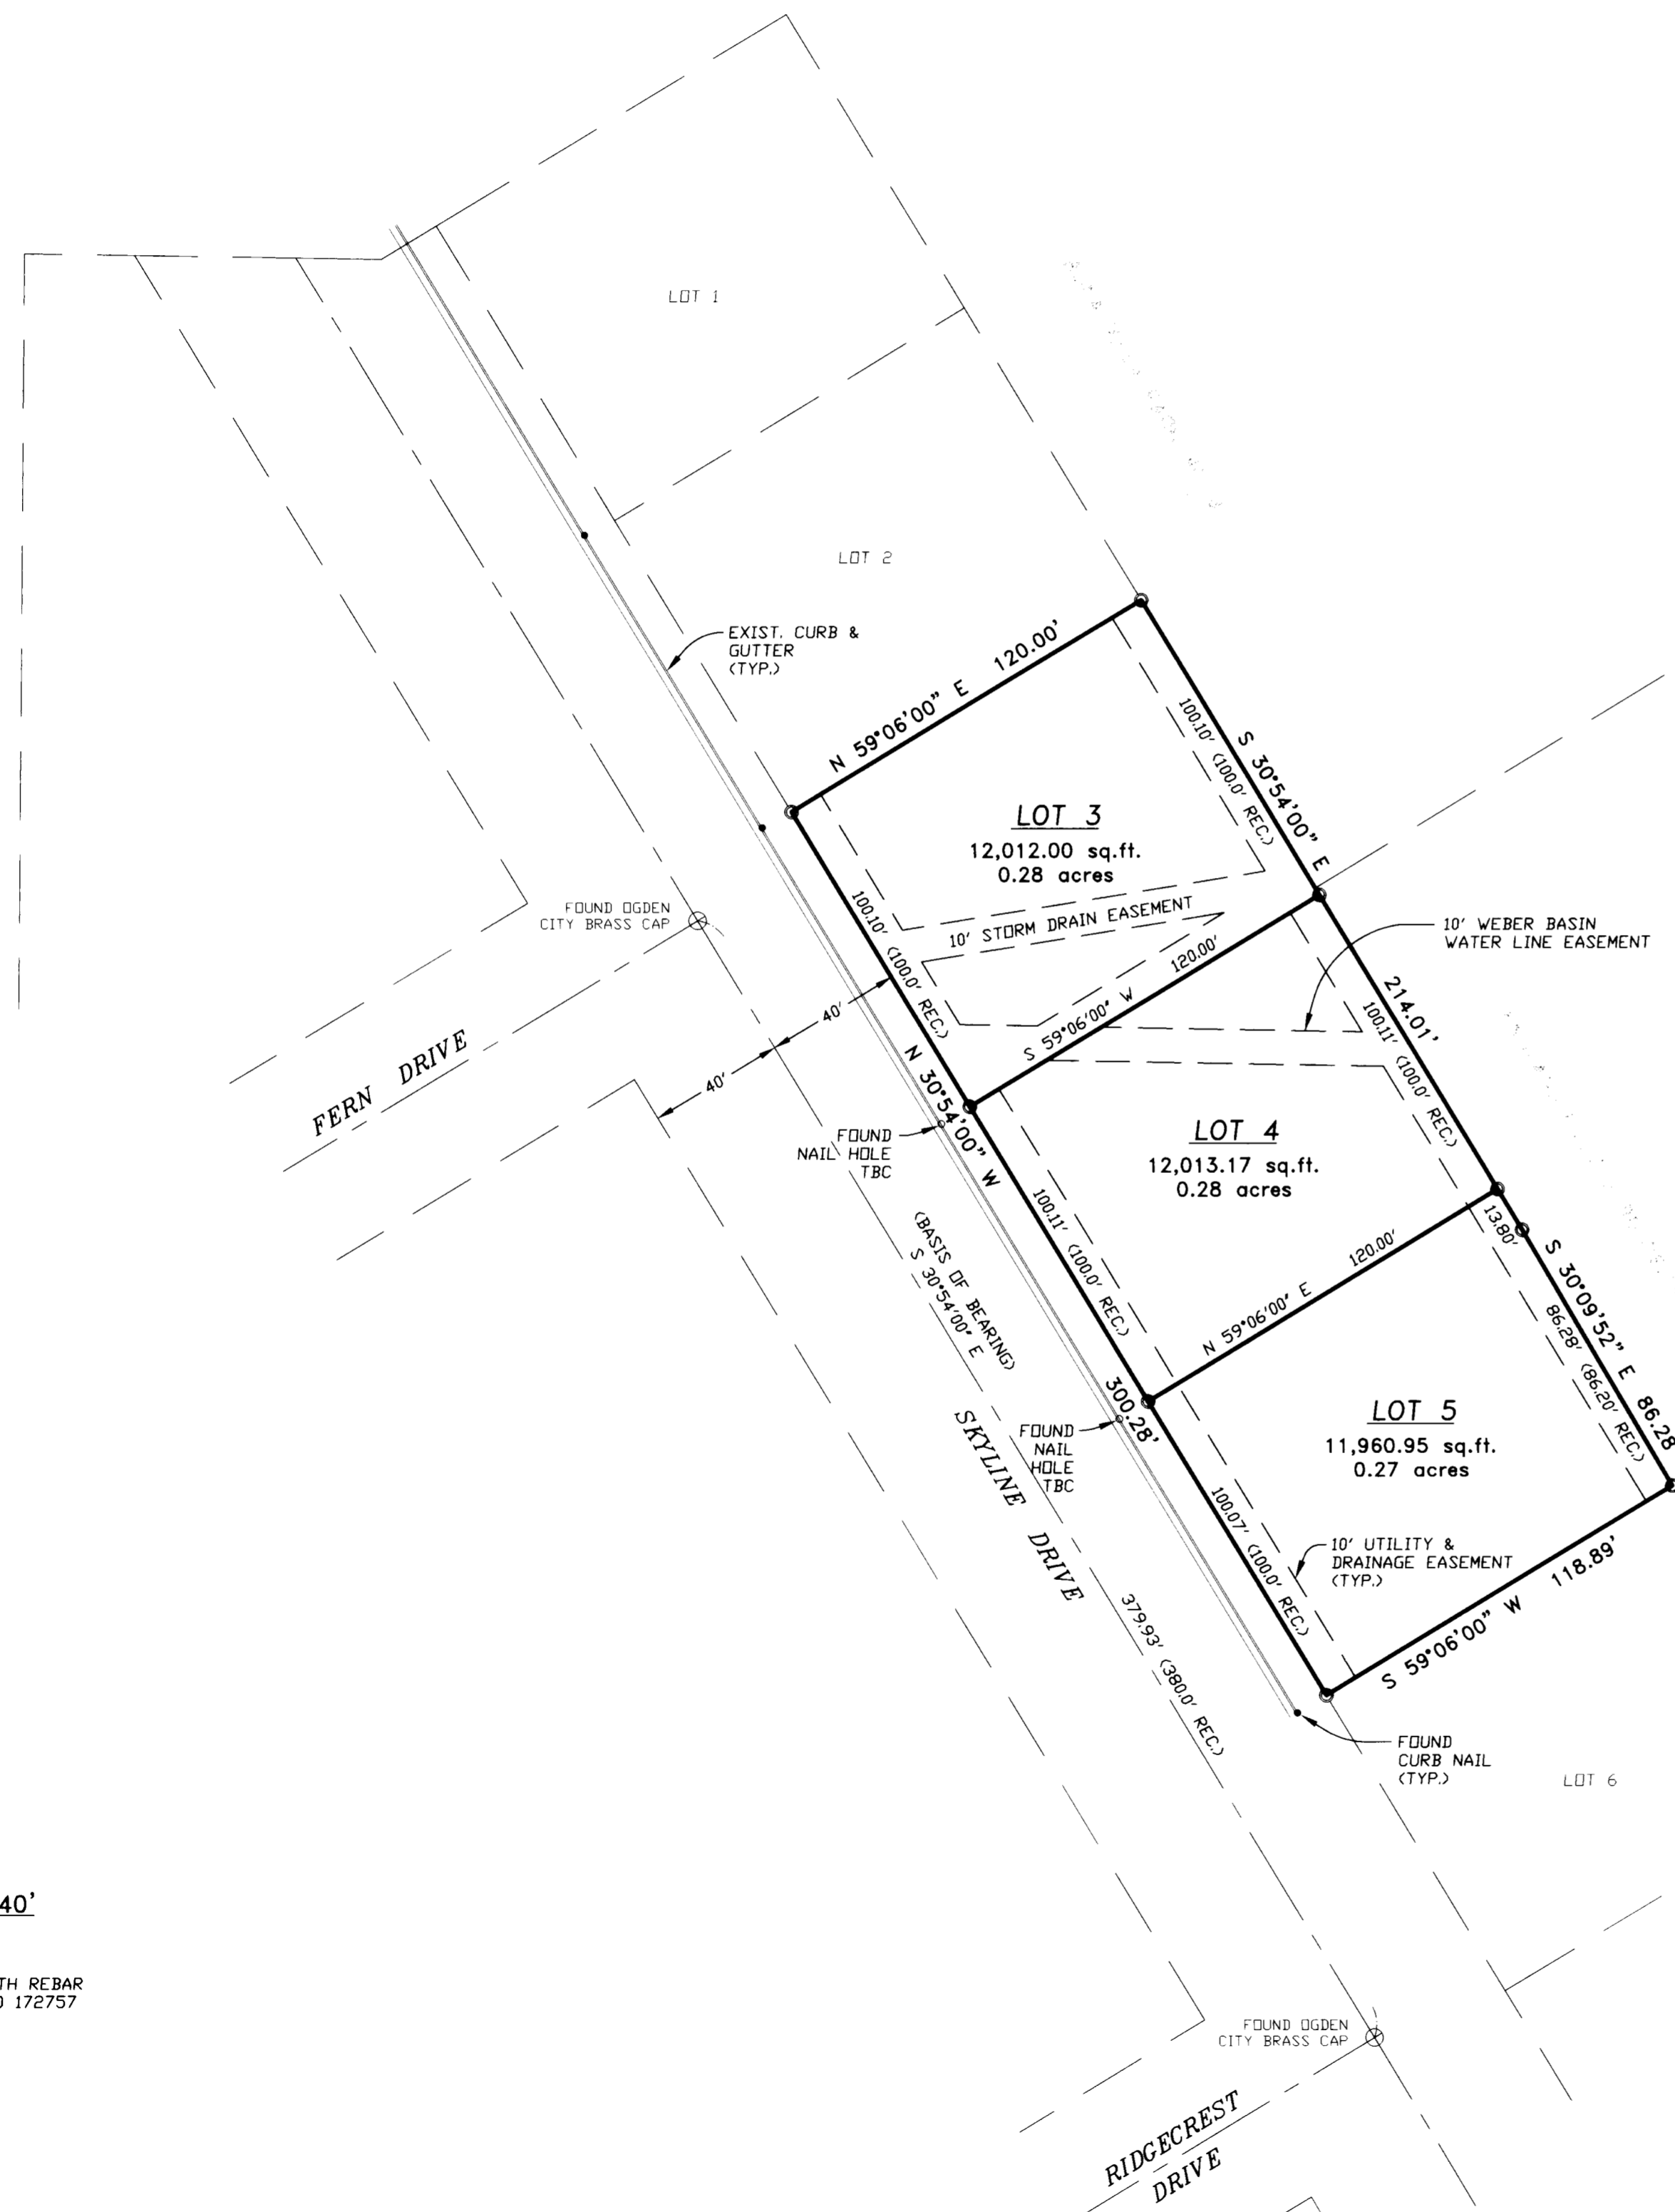 LOT 1
LOT 2
EXIST. CURB &
GUTTER
(TYP.)
N 59°06'00" E 120.00'
S 30°54'00" E
100.10' (100.0' REC.)
LOT 3
12,012.00 sq.ft.
0.28 acres
FOUND OGDEN
CITY BRASS CAP
100.10' (100.0' REC.)
10' STORM DRAIN EASEMENT
10' WEBER BASIN
WATER LINE EASEMENT
120.00'
S 59°06'00" W
214.01'
100.11' (100.0' REC.)
40'
40'
FERN DRIVE
N 30°54'00" W
FOUND
NAIL HOLE
TBC
LOT 4
12,013.17 sq.ft.
0.28 acres
100.11' (100.0' REC.)
13.80'
(BASIS OF BEARING)
S 30°54'00" E
N 59°06'00" E 120.00'
S 30°09'52" E 86.28
86.28' (86.20' REC.)
300.28'
FOUND
NAIL
HOLE
TBC
SKYLINE DRIVE
LOT 5
11,960.95 sq.ft.
0.27 acres
100.07' (100.0' REC.)
10' UTILITY &
DRAINAGE EASEMENT
(TYP.)
S 59°06'00" W 118.89'
379.93' (380.0' REC.)
FOUND
CURB NAIL
(TYP.)
LOT 6
40'
TH REBAR
172757
FOUND OGDEN
CITY BRASS CAP
RIDGECREST
DRIVE